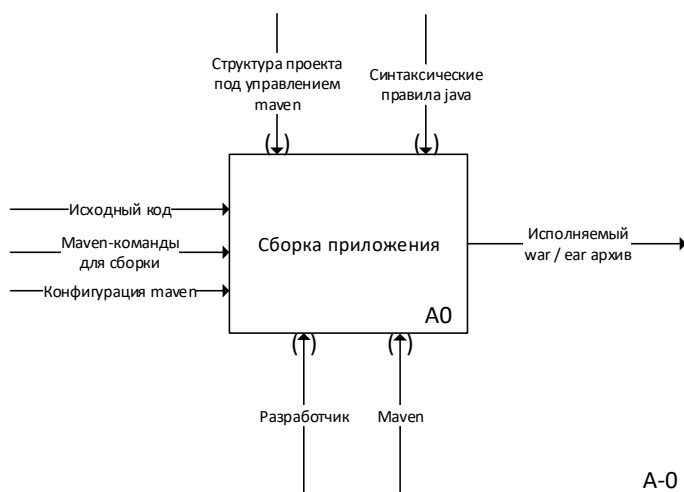 Структура проекта
под управлением
maven
Синтаксические
правила java
Исходный код
Maven-команды
для сборки
Конфигурация maven
Сборка приложения
A0
Исполняемый
war / ear архив
Разработчик
Maven
A-0